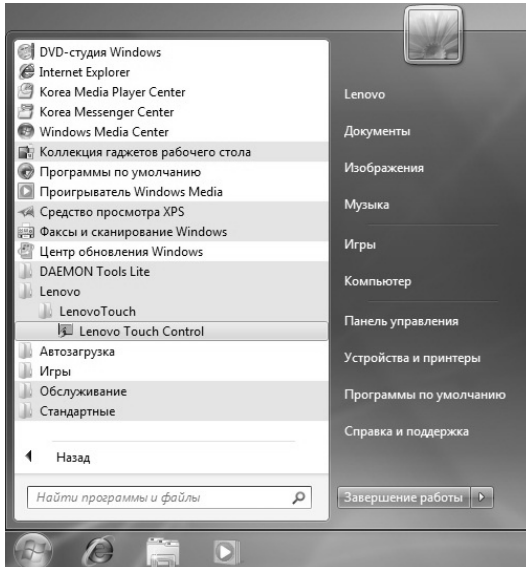 DVD-студия Windows
Internet Explorer
Korea Media Player Center
Korea Messenger Center
Windows Media Center
Коллекция гаджетов рабочего стола
Программы по умолчанию
Проигрыватель Windows Media
Средство просмотра XPS
Факсы и сканирование Windows
Центр обновления Windows
DAEMON Tools Lite
Lenovo
LenovoTouch
Lenovo Touch Control
Автозагрузка
Игры
Обслуживание
Стандартные
Назад
Найти программы и файлы
Lenovo
Документы
Изображения
Музыка
Игры
Компьютер
Панель управления
Устройства и принтеры
Программы по умолчанию
Справка и поддержка
Завершение работы